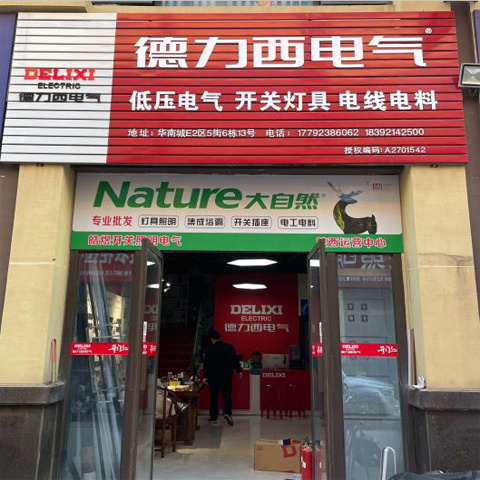 德力西电气®
DELIXI
ELECTRIC
德力西电气
低压电气 开关灯具 电线电料
地址：华南城E2区5街6栋13号 电话：17792386062 18392142500
授权编码：A2701542
Nature大自然®
专业批发 灯具照明 集成浴霸 开关插座 电工电料
西运营中心
DELIXI
ELECTRIC
德力西电气
DELIXI
DELIXI